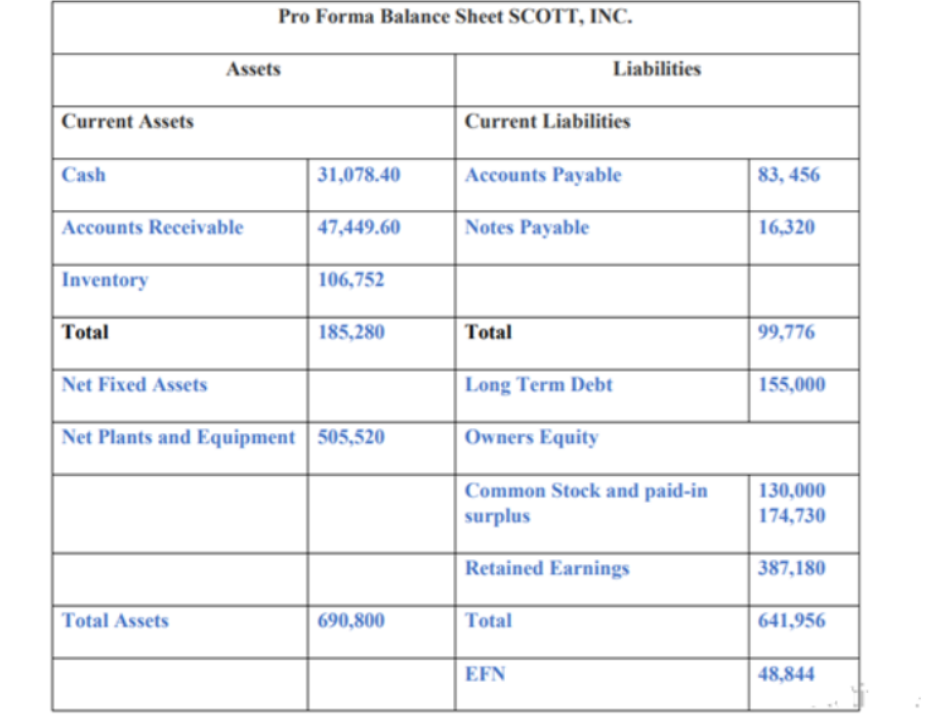 Pro Forma Balance Sheet SCOTT, INC.
Assets Liabilities
Current Assets Current Liabilities
Cash 31,078.40 Accounts Payable 83, 456
Accounts Receivable 47,449.60 Notes Payable 16,320
Inventory 106,752
Total 185,280 Total 99,776
Net Fixed Assets Long Term Debt 155,000
Net Plants and Equipment 505,520 Owners Equity
Common Stock and paid-in 130,000
surplus 174,730
Retained Earnings 387,180
Total Assets 690,800 Total 641,956
EFN 48,844